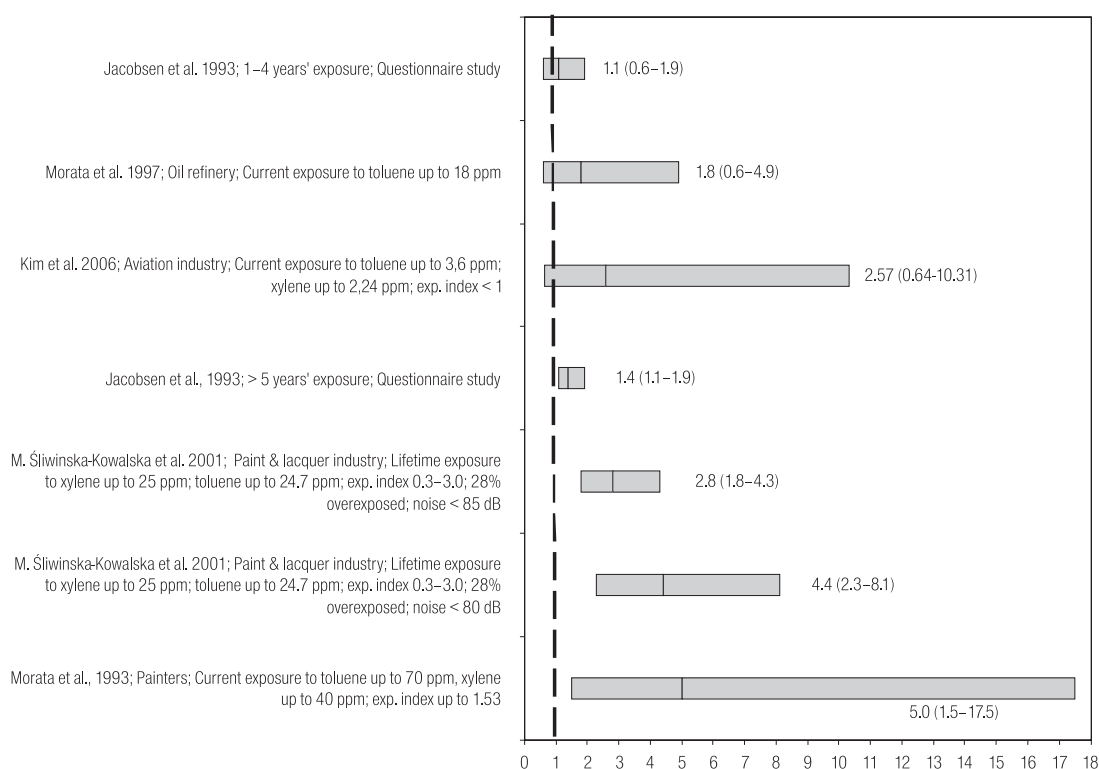 Jacobsen et al. 1993; 1–4 years' exposure; Questionnaire study
1.1 (0.6–1.9)
Morata et al. 1997; Oil refinery; Current exposure to toluene up to 18 ppm
1.8 (0.6–4.9)
Kim et al. 2006; Aviation industry; Current exposure to toluene up to 3,6 ppm;
xylene up to 2,24 ppm; exp. index < 1
2.57 (0.64-10.31)
Jacobsen et al., 1993; > 5 years' exposure; Questionnaire study
1.4 (1.1–1.9)
M. Śliwinska-Kowalska et al. 2001;  Paint & lacquer industry; Lifetime exposure
to xylene up to 25 ppm; toluene up to 24.7 ppm; exp. index 0.3–3.0; 28%
overexposed; noise < 85 dB
2.8 (1.8–4.3)
M. Śliwinska-Kowalska et al. 2001; Paint & lacquer industry; Lifetime exposure
to xylene up to 25 ppm; toluene up to 24.7 ppm; exp. index 0.3–3.0; 28%
overexposed; noise < 80 dB
4.4 (2.3–8.1)
Morata et al., 1993; Painters; Current exposure to toluene up to 70 ppm, xylene
up to 40 ppm; exp. index up to 1.53
5.0 (1.5–17.5)
0 1 2 3 4 5 6 7 8 9 10 11 12 13 14 15 16 17 18